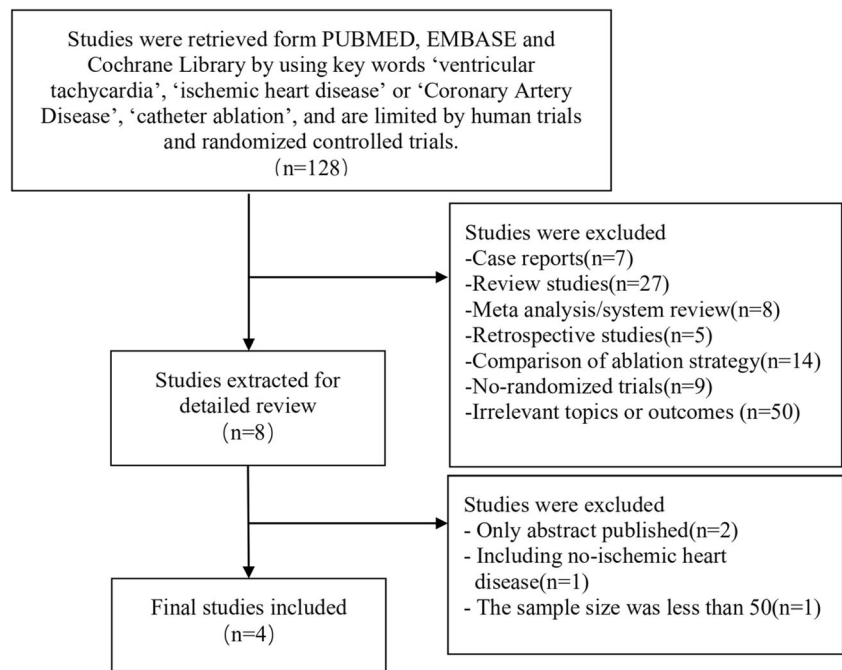 Studies were retrieved form PUBMED, EMBASE and
Cochrane Library by using key words ‘ventricular
tachycardia’, ‘ischemic heart disease’ or ‘Coronary Artery
Disease’, ‘catheter ablation’, and are limited by human trials
and randomized controlled trials.
(n=128)
Studies were excluded
-Case reports(n=7)
-Review studies(n=27)
-Meta analysis/system review(n=8)
-Retrospective studies(n=5)
-Comparison of ablation strategy(n=14)
-No-randomized trials(n=9)
-Irrelevant topics or outcomes (n=50)
Studies extracted for
detailed review
(n=8)
Studies were excluded
- Only abstract published(n=2)
- Including no-ischemic heart
disease(n=1)
- The sample size was less than 50(n=1)
Final studies included
(n=4)